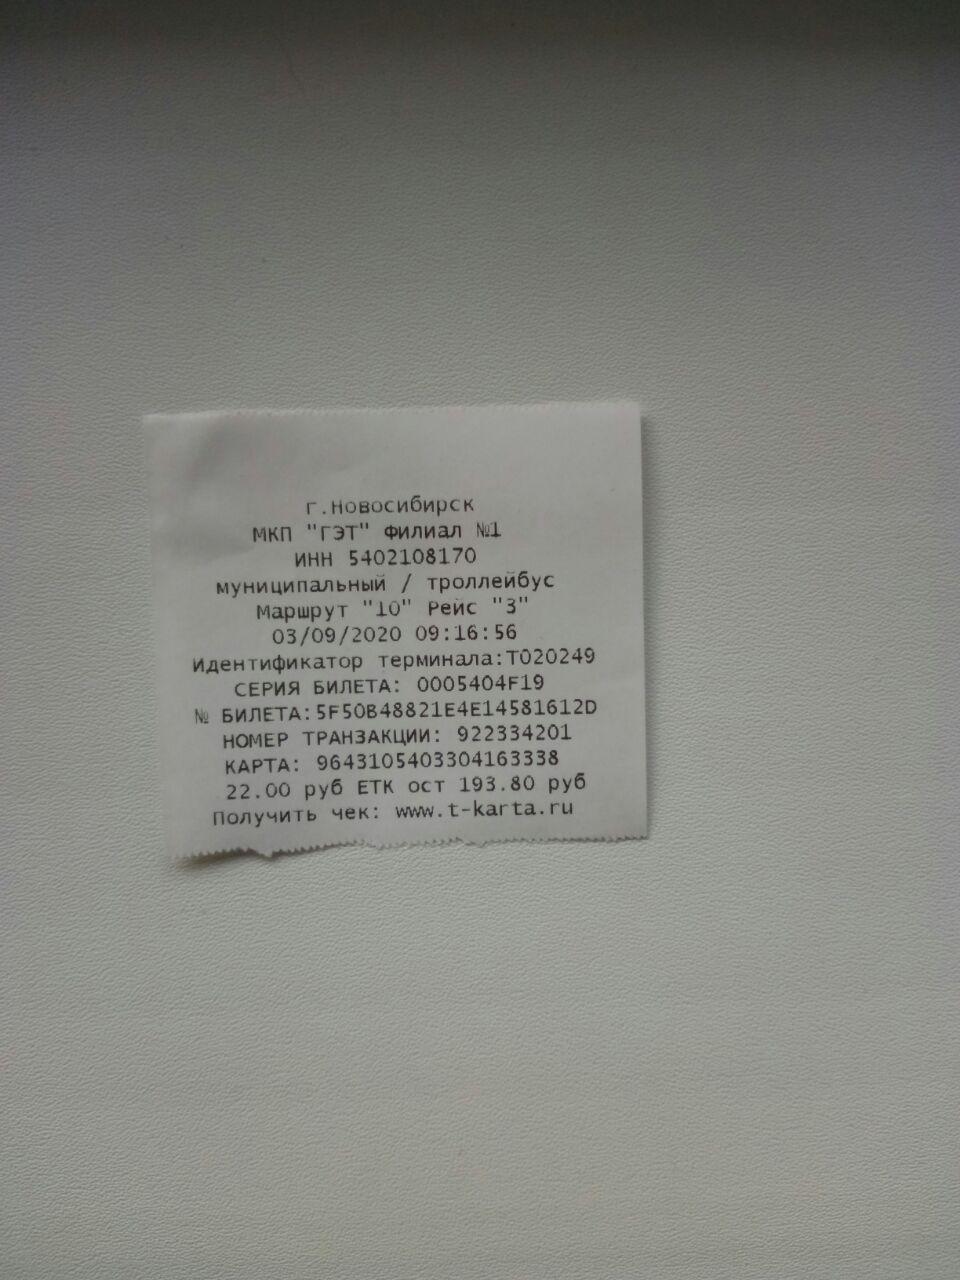 г.Новосибирск
МКП "ГЭТ" Филиал №1
ИНН 5402108170
муниципальный / троллейбус
Маршрут "10" Рейс "3"
03/09/2020 09:16:56
Идентификатор терминала:T020249
СЕРИЯ БИЛЕТА: 0005404F19
№ БИЛЕТА:5F50B48821E4E14581612D
НОМЕР ТРАНЗАКЦИИ: 922334201
КАРТА: 9643105403304163338
22.00 руб ЕТК ост 193.80 руб
Получить чек: www.t-karta.ru